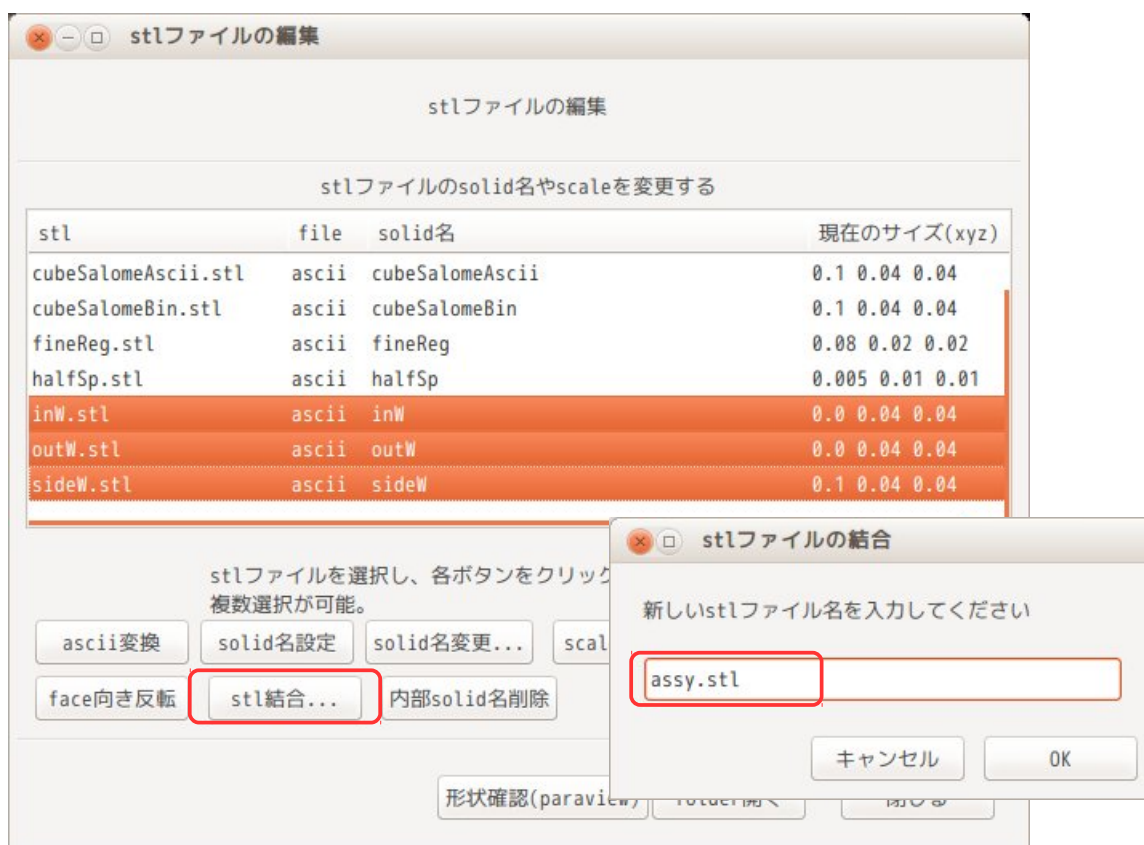 stlファイルの編集
stlファイルの編集
stlファイルのsolid名やscaleを変更する
stl file solid名 現在のサイズ(xyz)
cubeSalomeAscii.stl ascii cubeSalomeAscii 0.1 0.04 0.04
cubeSalomeBin.stl ascii cubeSalomeBin 0.1 0.04 0.04
fineReg.stl ascii fineReg 0.08 0.02 0.02
halfSp.stl ascii halfSp 0.005 0.01 0.01
inW.stl ascii inW 0.0 0.04 0.04
outW.stl ascii outW 0.0 0.04 0.04
sideW.stl ascii sideW 0.1 0.04 0.04
stlファイルを選択し、各ボタンをクリック
複数選択が可能。
ascii変換 solid名設定 solid名変更... scal
face向き反転 stl結合... 内部solid名削除
形状確認(paraview) folder開く 閉じる
stlファイルの結合
新しいstlファイル名を入力してください
assy.stl
キャンセル OK